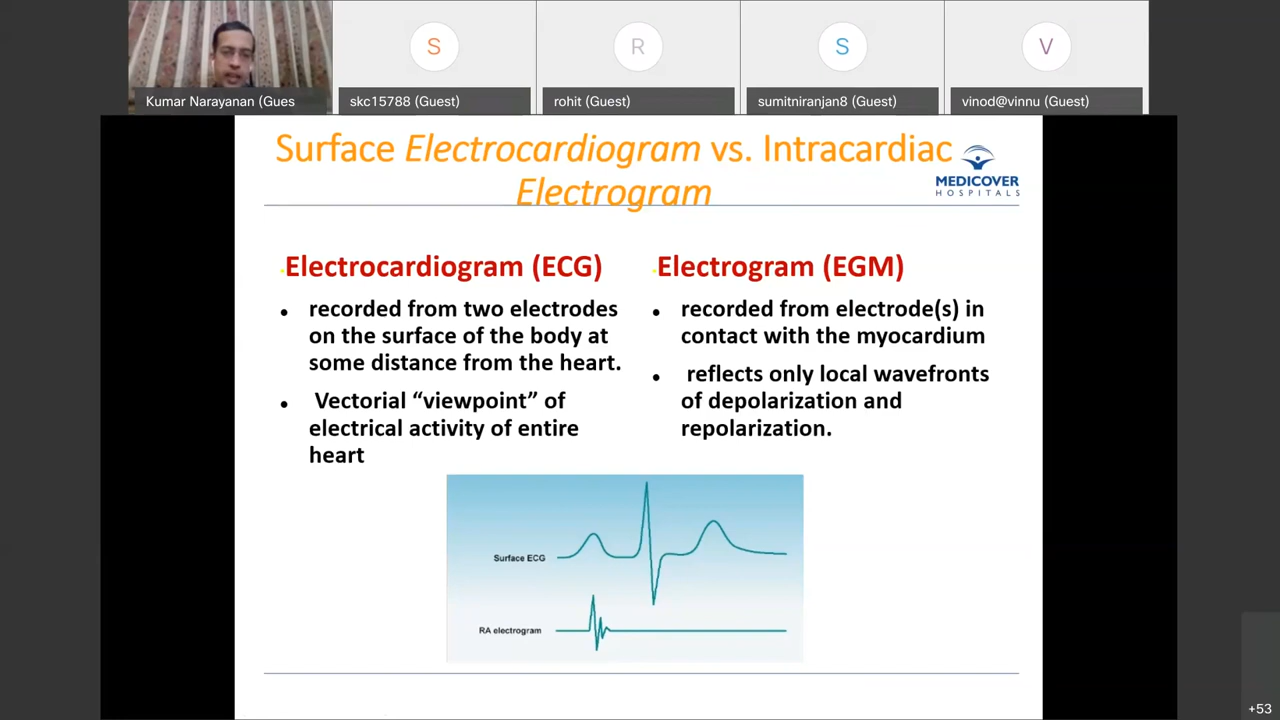 S
R
S
V
Kumar Narayanan (Gues
skc15788 (Guest)
rohit (Guest)
sumitniranjan8 (Guest)
vinod@vinnu (Guest)
Surface Electrocardiogram vs. Intracardiac
Electrogram
MEDICOVER
HOSPITALS
Electrocardiogram (ECG)
• recorded from two electrodes
on the surface of the body at
some distance from the heart.
• Vectorial “viewpoint” of
electrical activity of entire
heart
Electrogram (EGM)
• recorded from electrode(s) in
contact with the myocardium
• reflects only local wavefronts
of depolarization and
repolarization.
Surface ECG
RA electrogram
+53